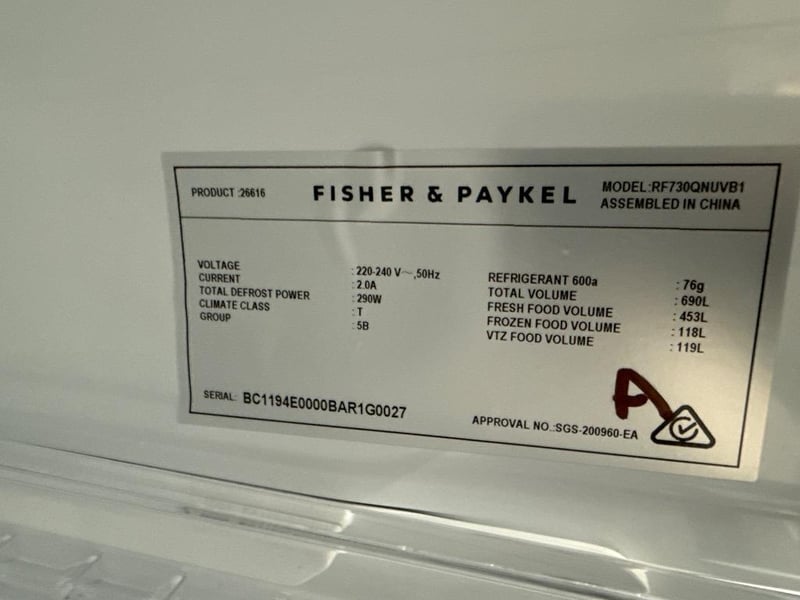 PRODUCT :26616
FISHER & PAYKEL
MODEL:RF730QNUVB1
ASSEMBLED IN CHINA
VOLTAGE : 220-240 V～,50Hz
CURRENT : 2.0A
TOTAL DEFROST POWER : 290W
CLIMATE CLASS : T
GROUP : 5B
REFRIGERANT 600a : 76g
TOTAL VOLUME : 690L
FRESH FOOD VOLUME : 453L
FROZEN FOOD VOLUME : 118L
VTZ FOOD VOLUME : 119L
SERIAL: BC1194E0000BAR1G0027
APPROVAL NO.:SGS-200960-EA
A